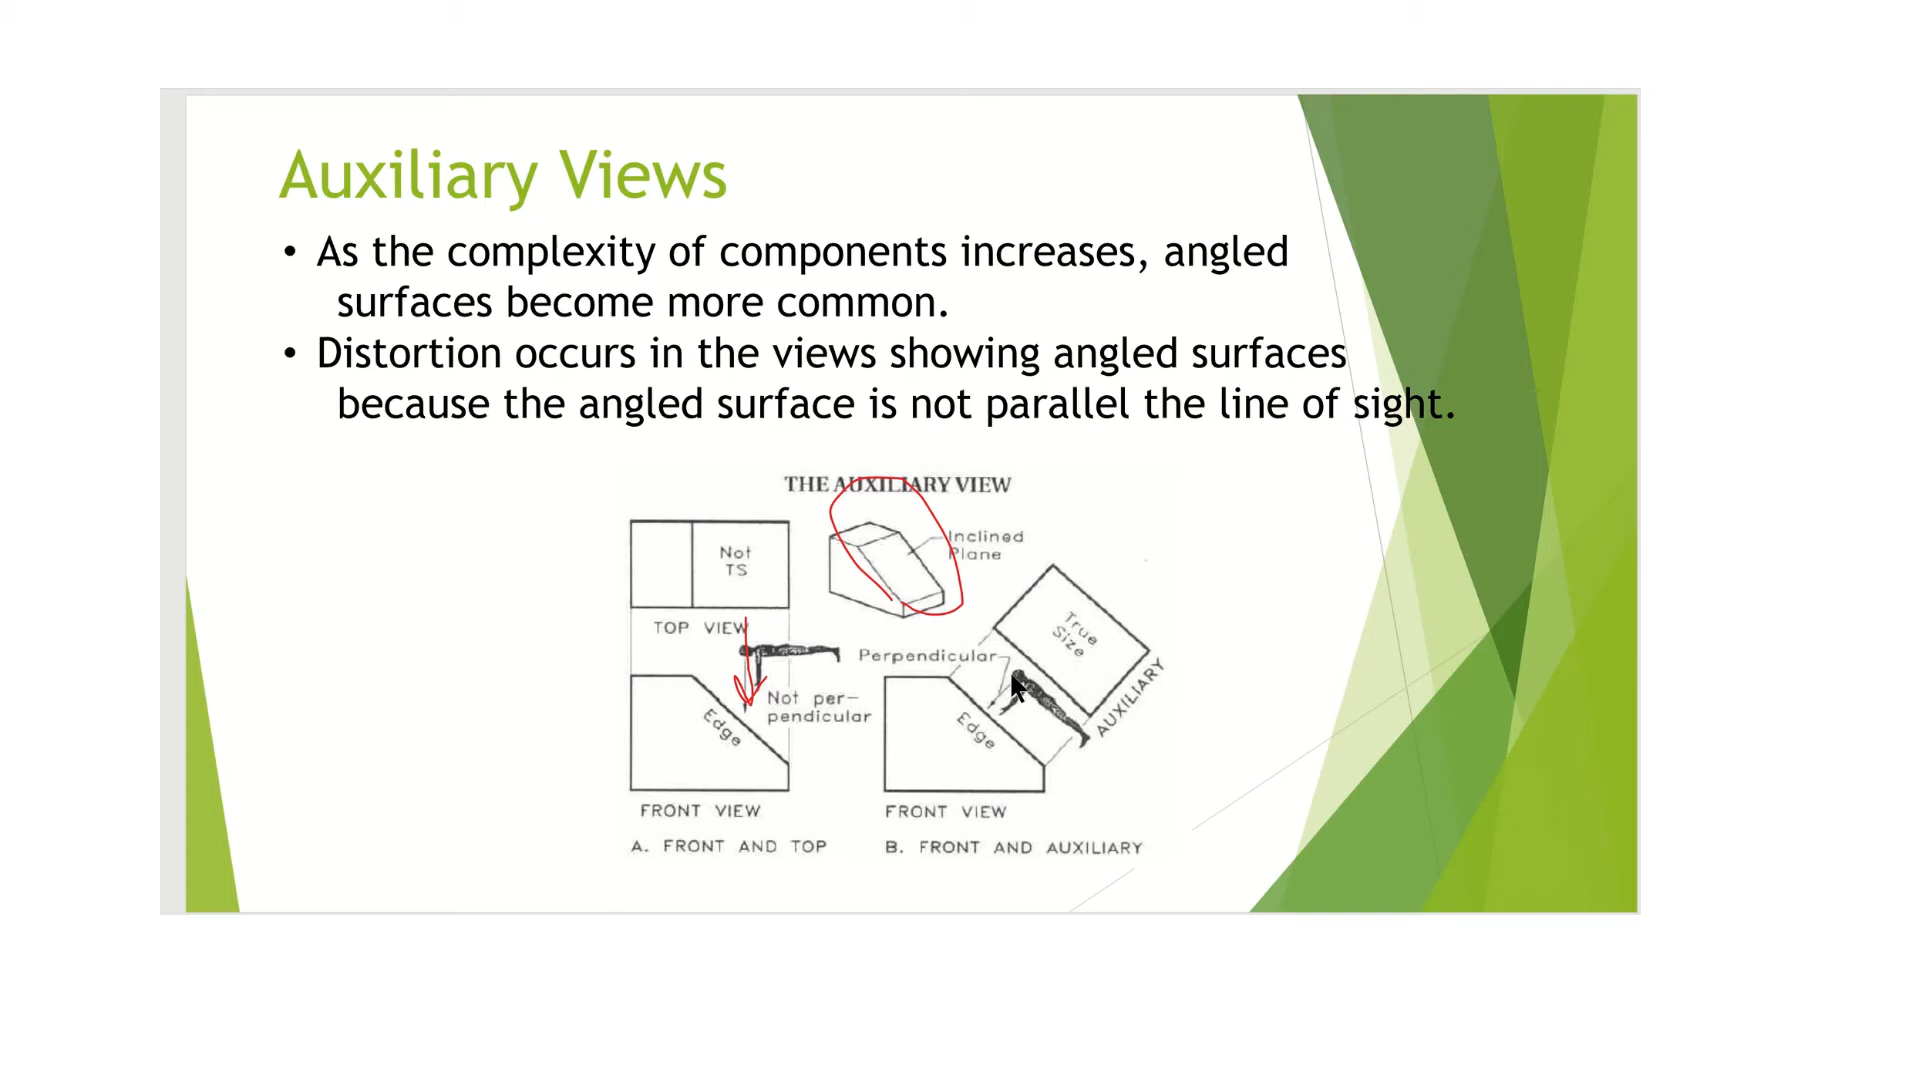 Auxiliary Views
• As the complexity of components increases, angled
surfaces become more common.
• Distortion occurs in the views showing angled surfaces
because the angled surface is not parallel the line of sight.
THE AUXILIARY VIEW
Not
TS
Inclined
Plane
TOP VIEW
True
Size
Perpendicular
AUXILIARY
Not per-
pendicular
Edge
Edge
FRONT VIEW
FRONT VIEW
A. FRONT AND TOP
B. FRONT AND AUXILIARY